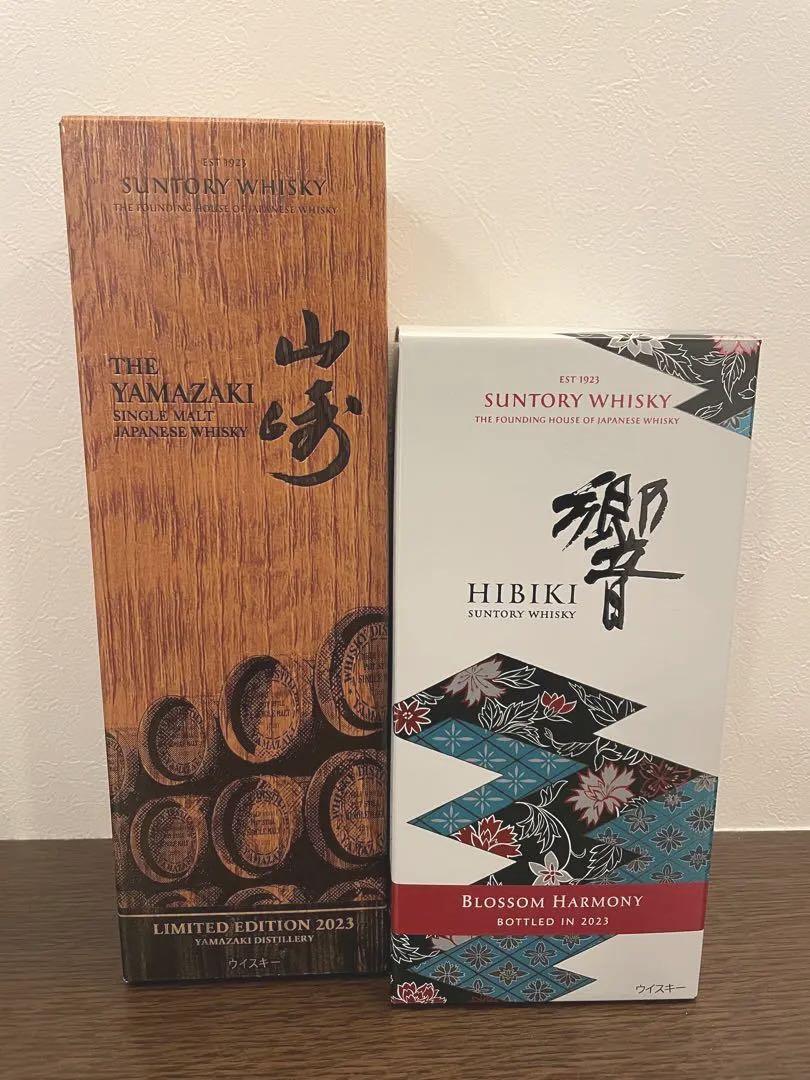 EST 1923
SUNTORY WHISKY
THE FOUNDING HOUSE OF JAPANESE WHISKY
山崎
THE
YAMAZAKI
SINGLE MALT
JAPANESE WHISKY
LIMITED EDITION 2023
YAMAZAKI DISTILLERY
ウイスキー
EST 1923
SUNTORY WHISKY
THE FOUNDING HOUSE OF JAPANESE WHISKY
響
HIBIKI
SUNTORY WHISKY
BLOSSOM HARMONY
BOTTLED IN 2023
ウイスキー